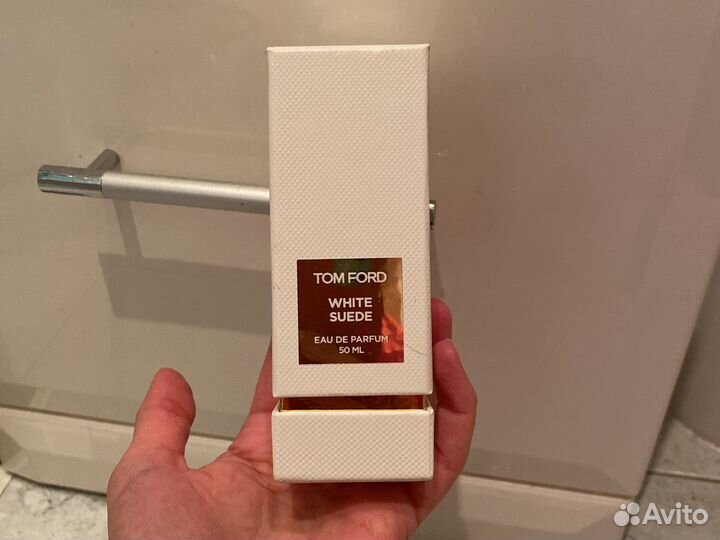 TOM FORD
WHITE
SUEDE
EAU DE PARFUM
50 ML
Avito